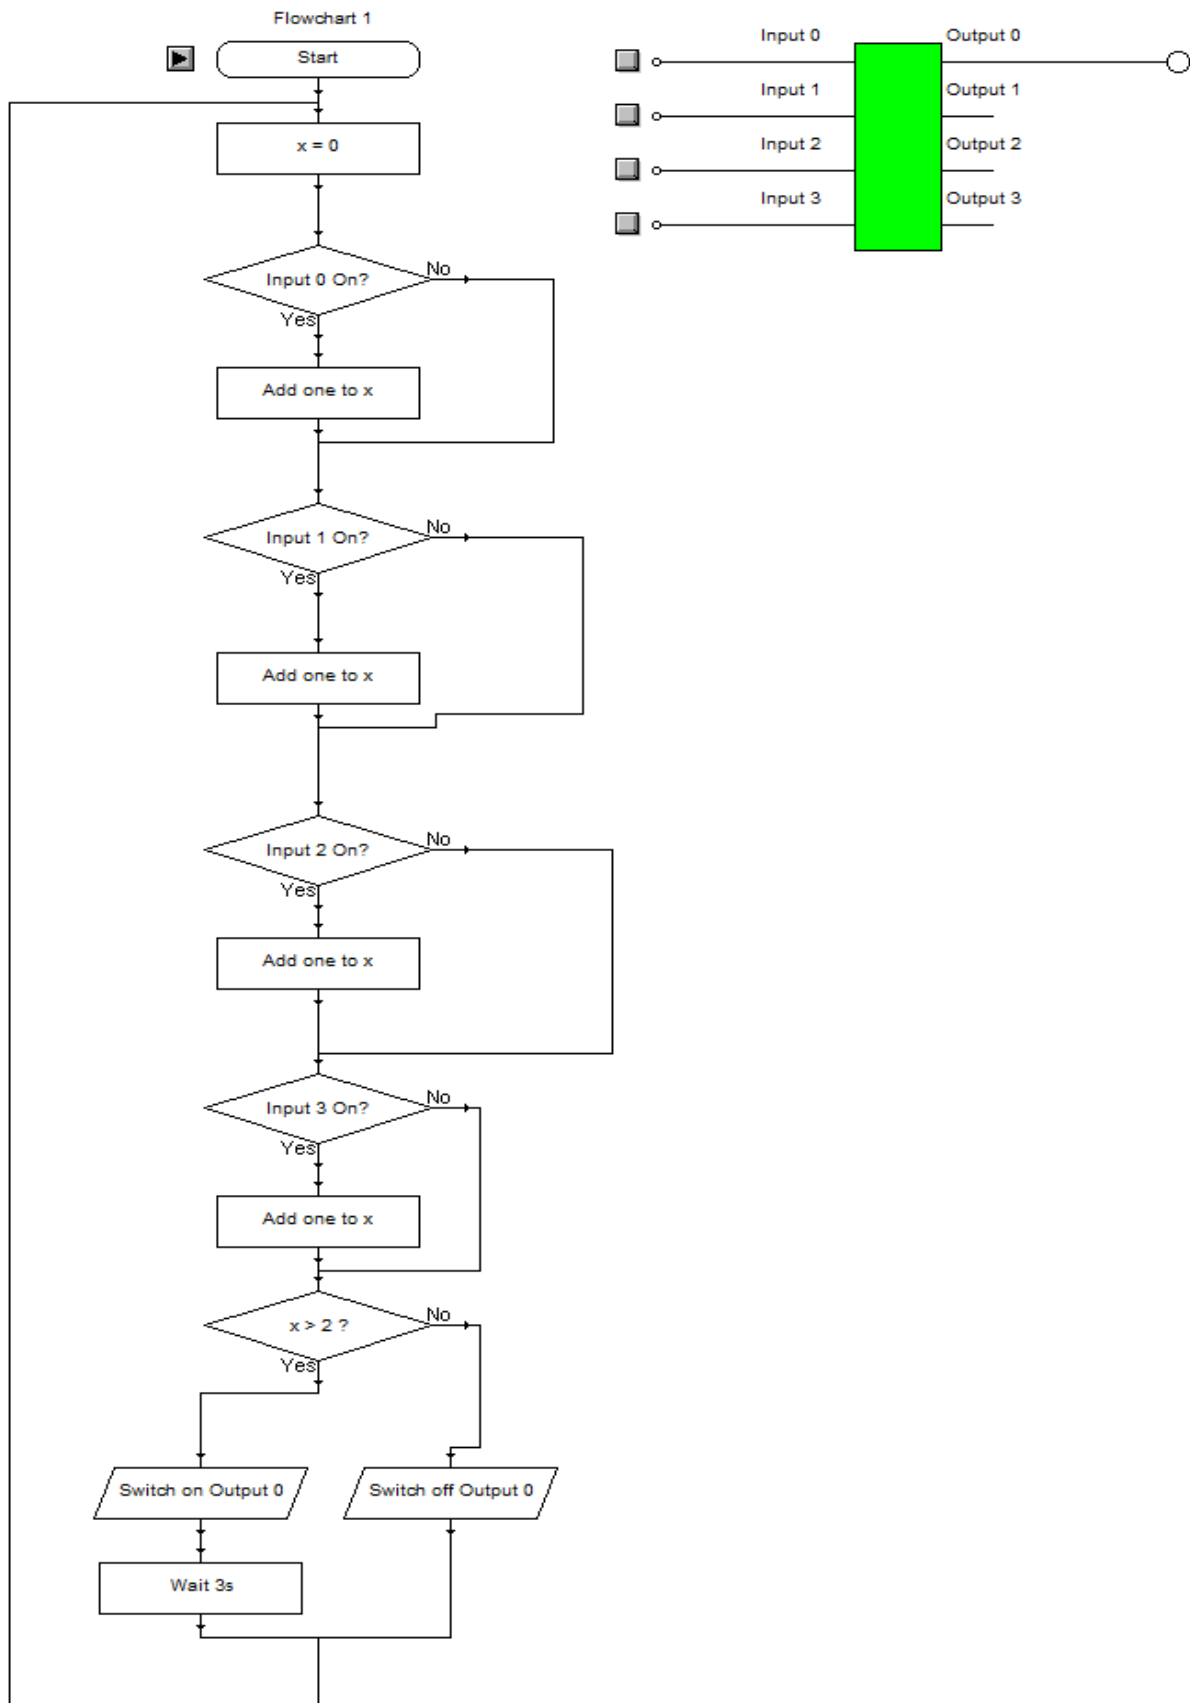 Flowchart 1
Start
x = 0
Input 0 On?
No
Yes
Add one to x
Input 1 On?
No
Yes
Add one to x
Input 2 On?
No
Yes
Add one to x
Input 3 On?
No
Yes
Add one to x
x > 2 ?
No
Yes
Switch on Output 0
Switch off Output 0
Wait 3s
Input 0
Output 0
Input 1
Output 1
Input 2
Output 2
Input 3
Output 3